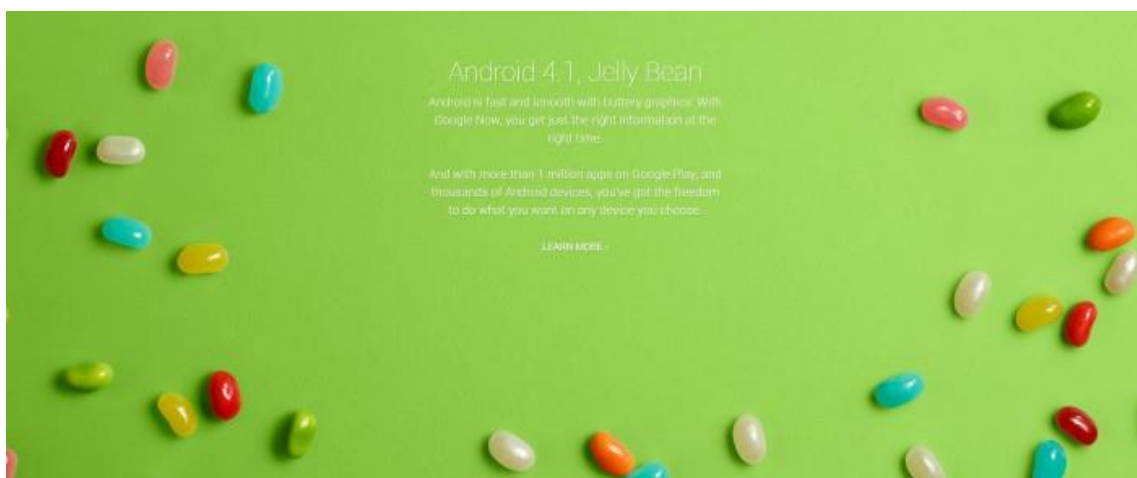 Android 4.1, Jelly Bean
Android is fast and smooth with buttery graphics. With
Google Now, you get just the right information at the
right time.
And with more than 1 million apps on Google Play, and
thousands of Android devices, you've got the freedom
to do what you want on any device you choose.
LEARN MORE ›